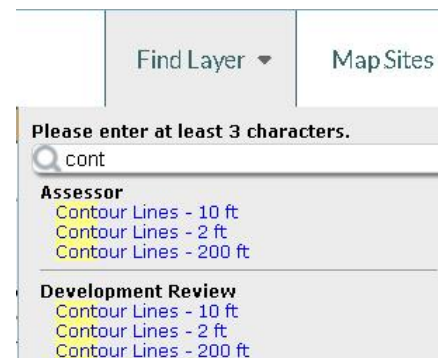 Find Layer Map Sites
Please enter at least 3 characters.
cont
Assessor
Contour Lines - 10 ft
Contour Lines - 2 ft
Contour Lines - 200 ft
Development Review
Contour Lines - 10 ft
Contour Lines - 2 ft
Contour Lines - 200 ft